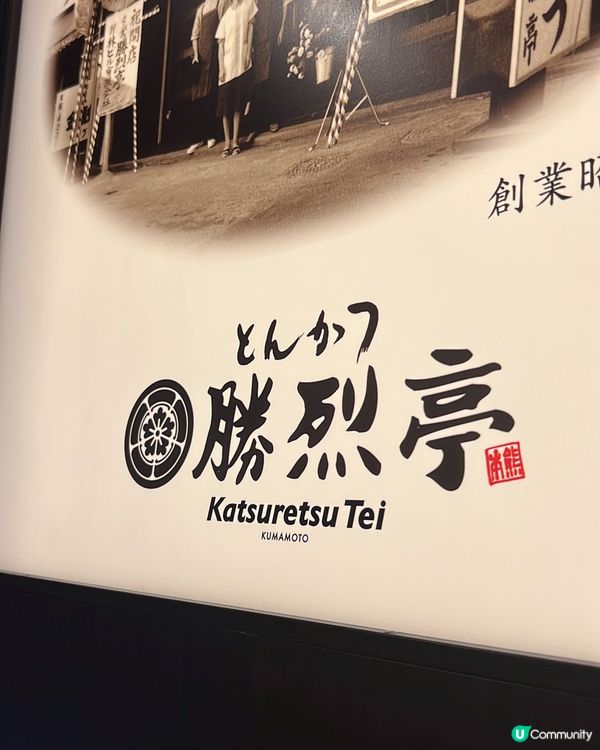 創業昭
とんかつ
勝烈亭
熊本
Katsuretsu Tei
KUMAMOTO
U Community